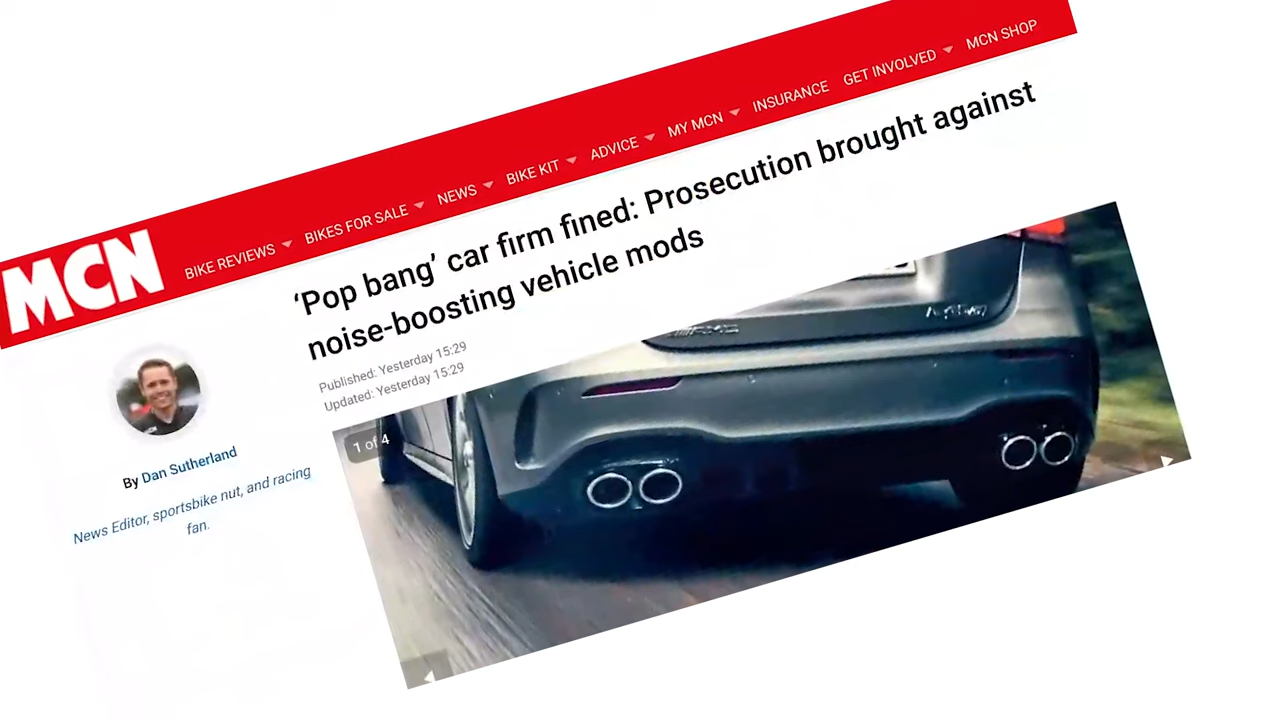 MCN
BIKE REVIEWS BIKES FOR SALE NEWS BIKE KIT ADVICE MY MCN INSURANCE GET INVOLVED MCN SHOP
‘Pop bang’ car firm fined: Prosecution brought against
noise-boosting vehicle mods
Published: Yesterday 15:29
Updated: Yesterday 15:29
By Dan Sutherland
News Editor, sportsbike nut, and racing
fan.
1 of 4
AMG